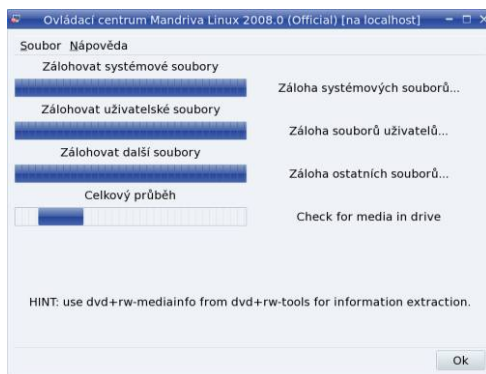 Ovládací centrum Mandriva Linux 2008.0 (Official) [na localhost]
Soubor Nápověda
Zálohovat systémové soubory
Záloha systémových souborů...
Zálohovat uživatelské soubory
Záloha souborů uživatelů...
Zálohovat další soubory
Záloha ostatních souborů...
Celkový průběh
Check for media in drive
HINT: use dvd+rw-mediainfo from dvd+rw-tools for information extraction.
Ok